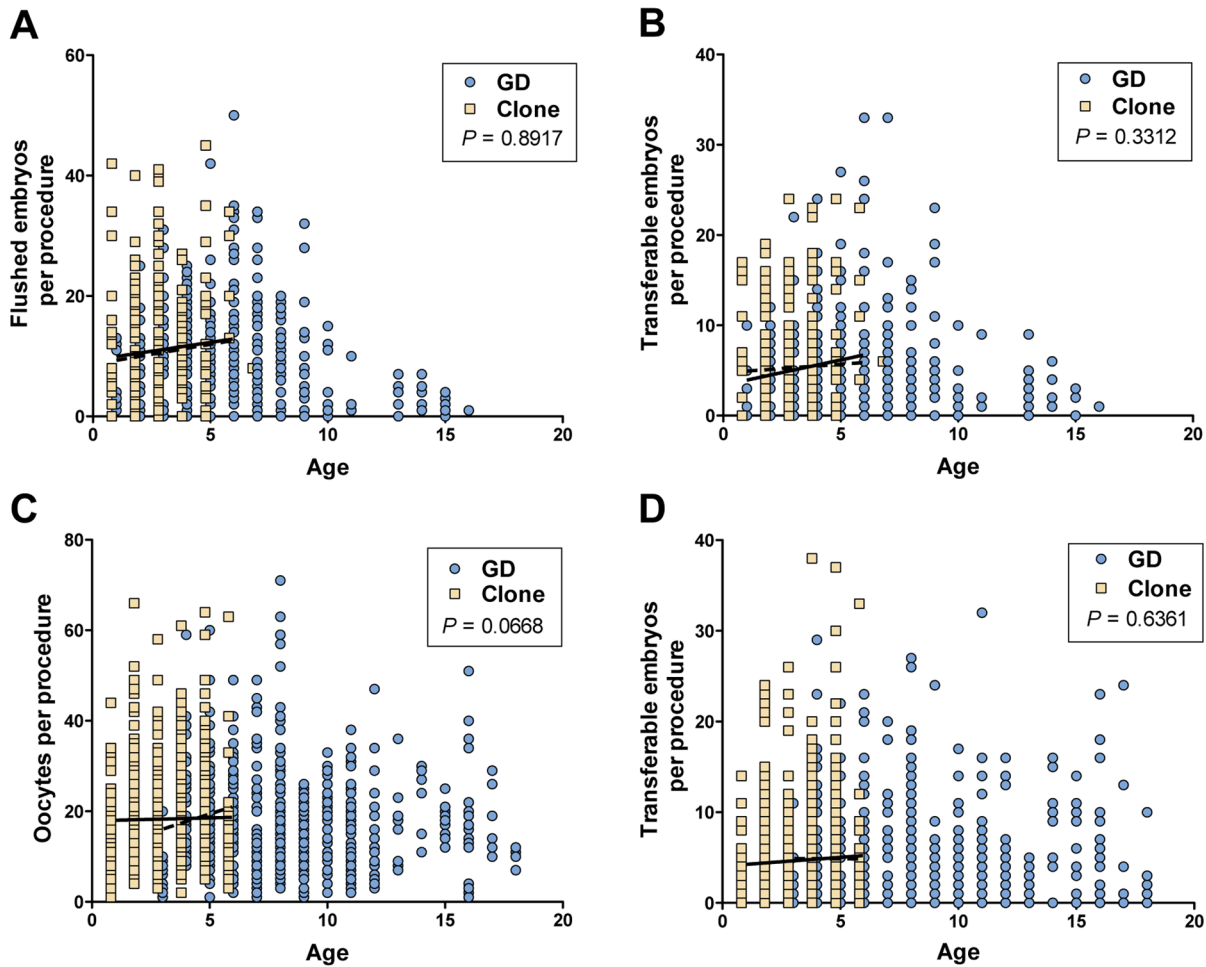 A
Flushed embryos
per procedure
60
40
20
0
0 5 10 15 20
Age
GD
Clone
P = 0.8917
B
Transferable embryos
per procedure
40
30
20
10
0
0 5 10 15 20
Age
GD
Clone
P = 0.3312
C
Oocytes per procedure
80
60
40
20
0
0 5 10 15 20
Age
GD
Clone
P = 0.0668
D
Transferable embryos
per procedure
40
30
20
10
0
0 5 10 15 20
Age
GD
Clone
P = 0.6361